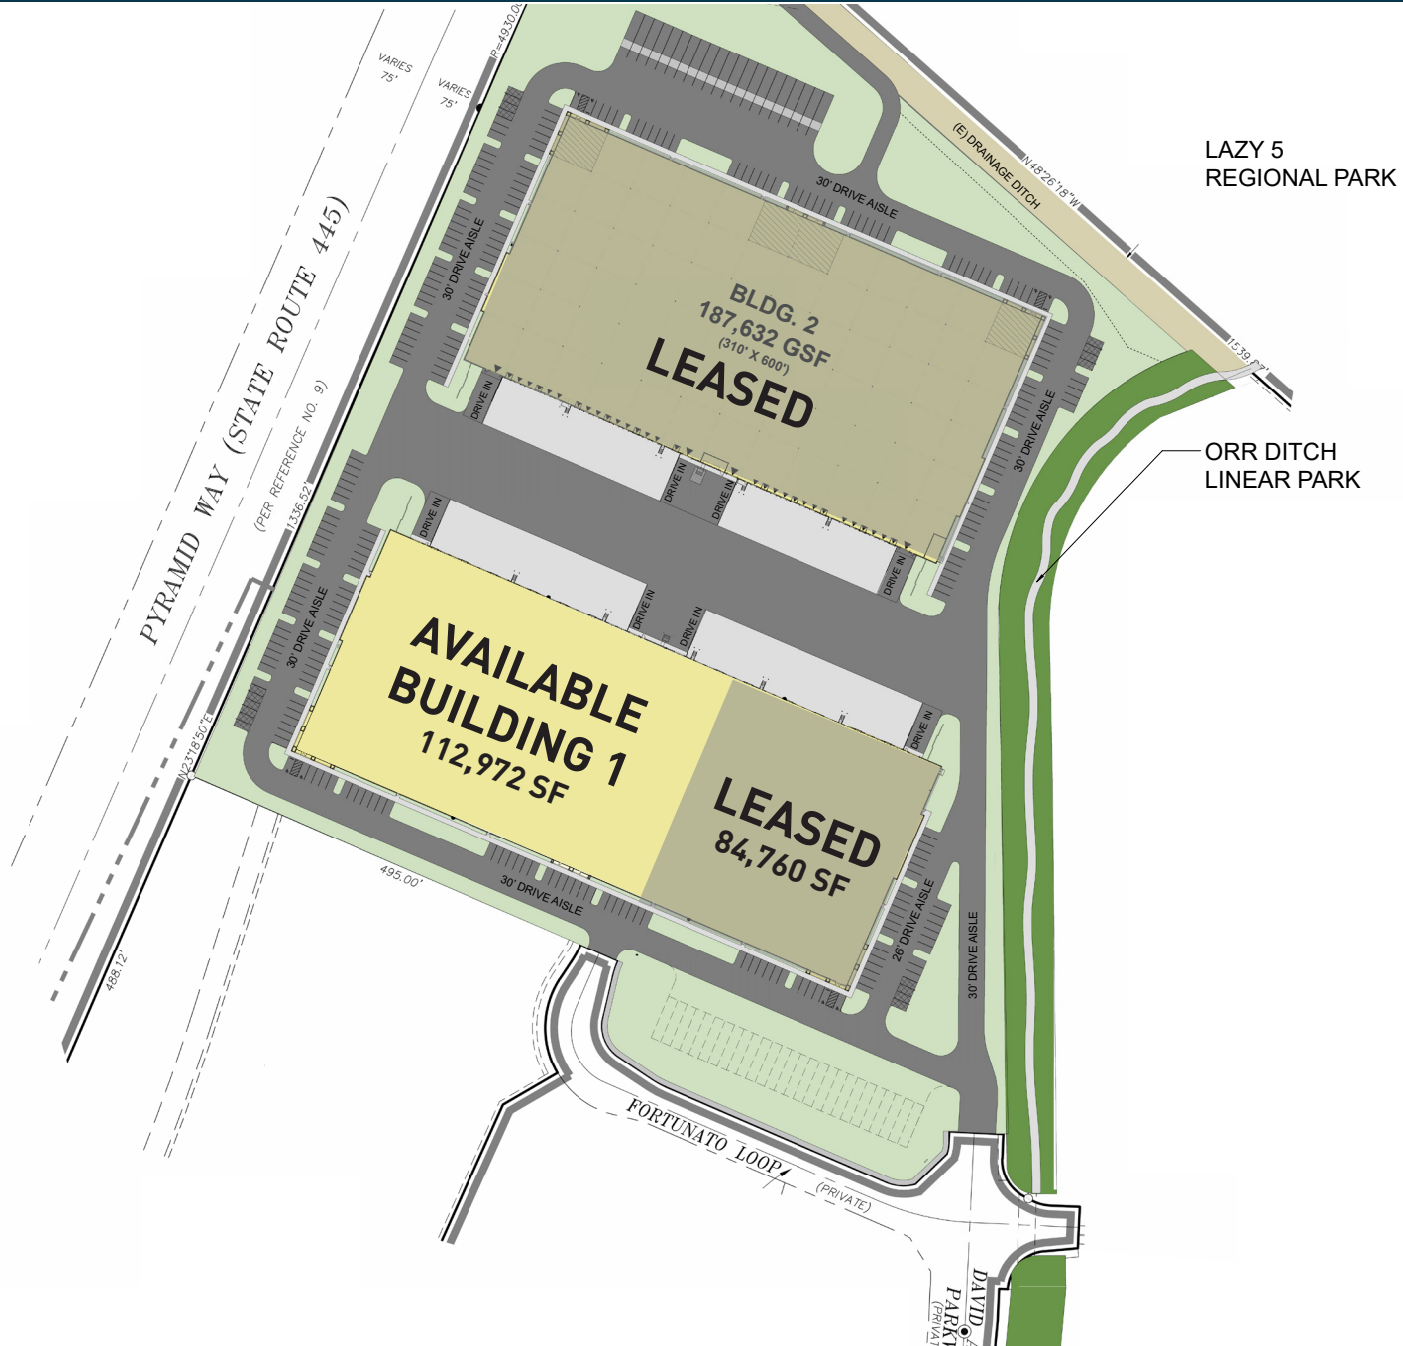 R=4930.00
VARIES
75'
VARIES
75'
LAZY 5
REGIONAL PARK
(E) DRAINAGE DITCH
N48°26'18"W
1539.67'
30' DRIVE AISLE
30' DRIVE AISLE
PYRAMID WAY (STATE ROUTE 445)
(PER REFERENCE NO. 9)
1336.52'
BLDG. 2
187,632 GSF
(310' X 600')
LEASED
30' DRIVE AISLE
ORR DITCH
LINEAR PARK
DRIVE IN
DRIVE IN
DRIVE IN
DRIVE IN
DRIVE IN
DRIVE IN
DRIVE IN
DRIVE IN
30' DRIVE AISLE
AVAILABLE
BUILDING 1
112,972 SF
LEASED
84,760 SF
N23°18'50"E
488.12'
495.00'
30' DRIVE AISLE
26' DRIVE AISLE
30' DRIVE AISLE
FORTUNATO LOOP
(PRIVATE)
DAVID